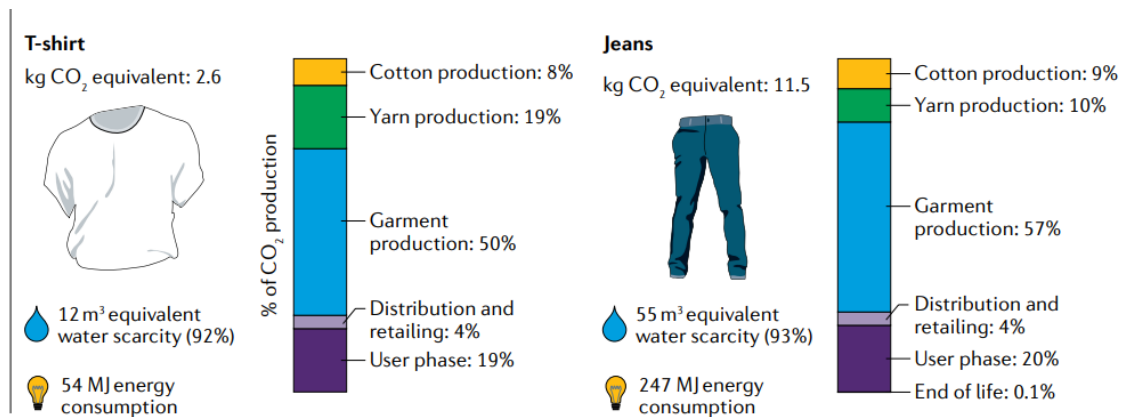 T-shirt
kg CO₂ equivalent: 2.6
% of CO₂ production
Cotton production: 8%
Yarn production: 19%
Garment
production: 50%
Distribution and
retailing: 4%
User phase: 19%
12 m³ equivalent
water scarcity (92%)
54 MJ energy
consumption
Jeans
kg CO₂ equivalent: 11.5
Cotton production: 9%
Yarn production: 10%
Garment
production: 57%
Distribution and
retailing: 4%
User phase: 20%
End of life: 0.1%
55 m³ equivalent
water scarcity (93%)
247 MJ energy
consumption